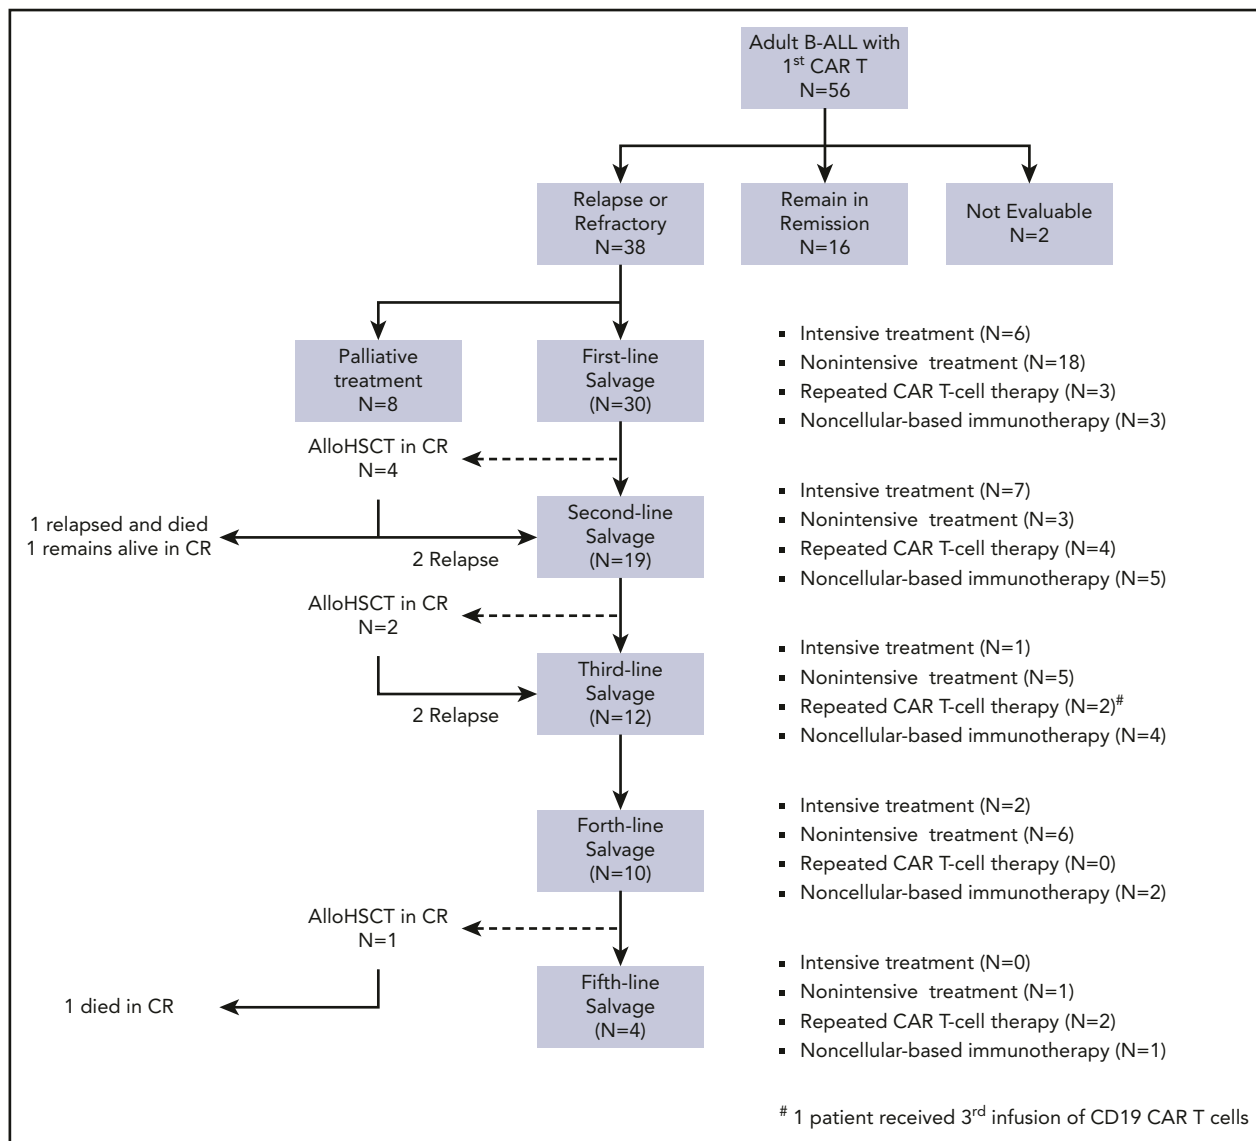 Adult B-ALL with
1st CAR T
N=56
Relapse or
Refractory
N=38
Remain in
Remission
N=16
Not Evaluable
N=2
Palliative
treatment
N=8
First-line
Salvage
(N=30)
▪ Intensive treatment (N=6)
▪ Nonintensive treatment (N=18)
▪ Repeated CAR T-cell therapy (N=3)
▪ Noncellular-based immunotherapy (N=3)
AlloHSCT in CR
N=4
1 relapsed and died
1 remains alive in CR
2 Relapse
Second-line
Salvage
(N=19)
▪ Intensive treatment (N=7)
▪ Nonintensive treatment (N=3)
▪ Repeated CAR T-cell therapy (N=4)
▪ Noncellular-based immunotherapy (N=5)
AlloHSCT in CR
N=2
2 Relapse
Third-line
Salvage
(N=12)
▪ Intensive treatment (N=1)
▪ Nonintensive treatment (N=5)
▪ Repeated CAR T-cell therapy (N=2)#
▪ Noncellular-based immunotherapy (N=4)
Forth-line
Salvage
(N=10)
▪ Intensive treatment (N=2)
▪ Nonintensive treatment (N=6)
▪ Repeated CAR T-cell therapy (N=0)
▪ Noncellular-based immunotherapy (N=2)
AlloHSCT in CR
N=1
1 died in CR
Fifth-line
Salvage
(N=4)
▪ Intensive treatment (N=0)
▪ Nonintensive treatment (N=1)
▪ Repeated CAR T-cell therapy (N=2)
▪ Noncellular-based immunotherapy (N=1)
# 1 patient received 3rd infusion of CD19 CAR T cells